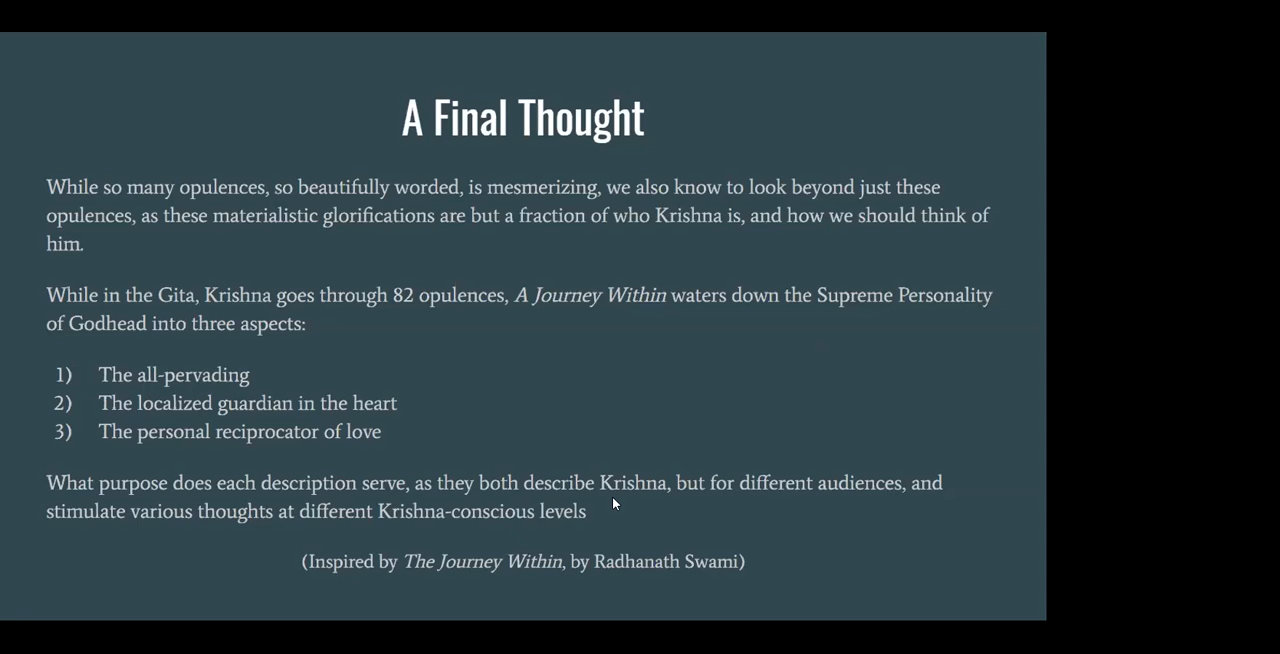 A Final Thought
While so many opulences, so beautifully worded, is mesmerizing, we also know to look beyond just these
opulences, as these materialistic glorifications are but a fraction of who Krishna is, and how we should think of
him.
While in the Gita, Krishna goes through 82 opulences, A Journey Within waters down the Supreme Personality
of Godhead into three aspects:
1) The all-pervading
2) The localized guardian in the heart
3) The personal reciprocator of love
What purpose does each description serve, as they both describe Krishna, but for different audiences, and
stimulate various thoughts at different Krishna-conscious levels
(Inspired by The Journey Within, by Radhanath Swami)